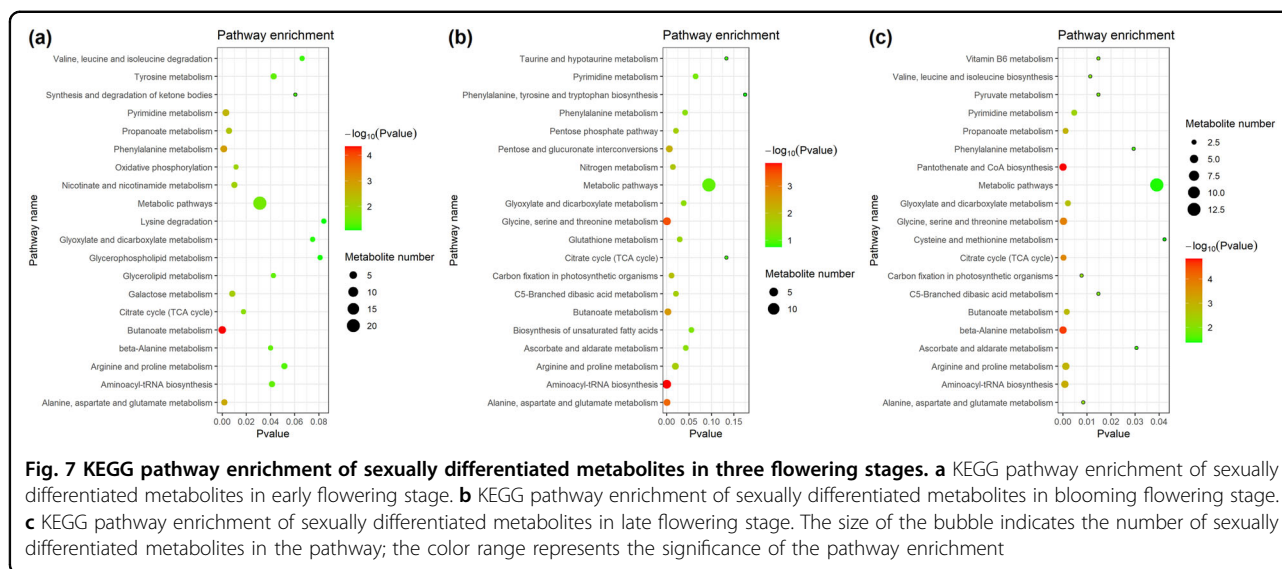 (a)
Pathway enrichment
Pathway name
Valine, leucine and isoleucine degradation
Tyrosine metabolism
Synthesis and degradation of ketone bodies
Pyrimidine metabolism
Propanoate metabolism
Phenylalanine metabolism
Oxidative phosphorylation
Nicotinate and nicotinamide metabolism
Metabolic pathways
Lysine degradation
Glyoxylate and dicarboxylate metabolism
Glycerophospholipid metabolism
Glycerolipid metabolism
Galactose metabolism
Citrate cycle (TCA cycle)
Butanoate metabolism
beta-Alanine metabolism
Arginine and proline metabolism
Aminoacyl-tRNA biosynthesis
Alanine, aspartate and glutamate metabolism
0.00 0.02 0.04 0.06 0.08
Pvalue
−log10(Pvalue)
4
3
2
Metabolite number
5
10
15
20
(b)
Pathway enrichment
Pathway name
Taurine and hypotaurine metabolism
Pyrimidine metabolism
Phenylalanine, tyrosine and tryptophan biosynthesis
Phenylalanine metabolism
Pentose phosphate pathway
Pentose and glucuronate interconversions
Nitrogen metabolism
Metabolic pathways
Glyoxylate and dicarboxylate metabolism
Glycine, serine and threonine metabolism
Glutathione metabolism
Citrate cycle (TCA cycle)
Carbon fixation in photosynthetic organisms
C5-Branched dibasic acid metabolism
Butanoate metabolism
Biosynthesis of unsaturated fatty acids
Ascorbate and aldarate metabolism
Arginine and proline metabolism
Aminoacyl-tRNA biosynthesis
Alanine, aspartate and glutamate metabolism
0.00 0.05 0.10 0.15
Pvalue
−log10(Pvalue)
3
2
1
Metabolite number
5
10
(c)
Pathway enrichment
Pathway name
Vitamin B6 metabolism
Valine, leucine and isoleucine biosynthesis
Pyruvate metabolism
Pyrimidine metabolism
Propanoate metabolism
Phenylalanine metabolism
Pantothenate and CoA biosynthesis
Metabolic pathways
Glyoxylate and dicarboxylate metabolism
Glycine, serine and threonine metabolism
Cysteine and methionine metabolism
Citrate cycle (TCA cycle)
Carbon fixation in photosynthetic organisms
C5-Branched dibasic acid metabolism
Butanoate metabolism
beta-Alanine metabolism
Ascorbate and aldarate metabolism
Arginine and proline metabolism
Aminoacyl-tRNA biosynthesis
Alanine, aspartate and glutamate metabolism
0.00 0.01 0.02 0.03 0.04
Pvalue
Metabolite number
2.5
5.0
7.5
10.0
12.5
−log10(Pvalue)
4
3
2
Fig. 7 KEGG pathway enrichment of sexually differentiated metabolites in three flowering stages. a KEGG pathway enrichment of sexually
differentiated metabolites in early flowering stage. b KEGG pathway enrichment of sexually differentiated metabolites in blooming flowering stage.
c KEGG pathway enrichment of sexually differentiated metabolites in late flowering stage. The size of the bubble indicates the number of sexually
differentiated metabolites in the pathway; the color range represents the significance of the pathway enrichment